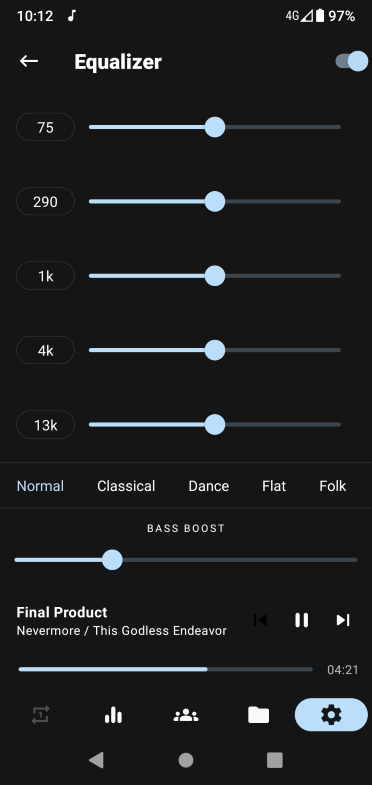 10:12 4G 97%
Equalizer
75
290
1k
4k
13k
Normal Classical Dance Flat Folk
BASS BOOST
Final Product
Nevermore / This Godless Endeavor
04:21
1